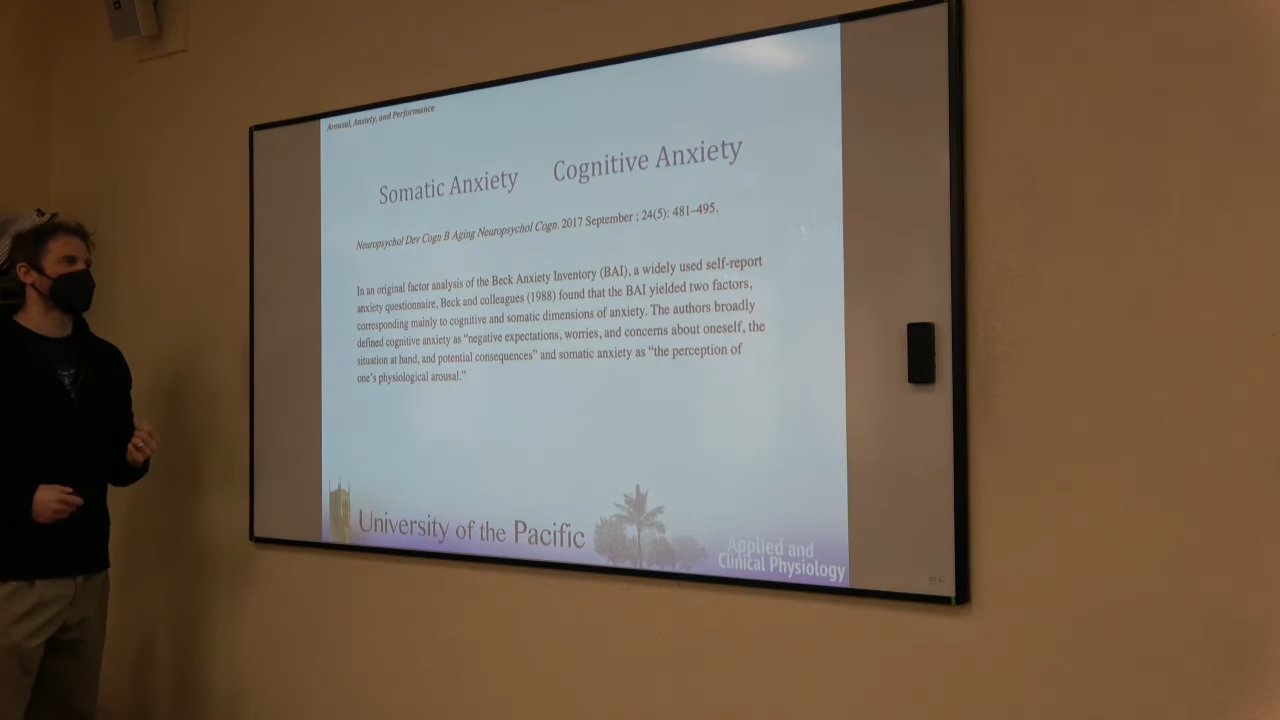 Arousal, Anxiety, and Performance
Somatic Anxiety Cognitive Anxiety
Neuropsychol Dev Cogn B Aging Neuropsychol Cogn. 2017 September ; 24(5): 481–495.
In an original factor analysis of the Beck Anxiety Inventory (BAI), a widely used self-report
anxiety questionnaire, Beck and colleagues (1988) found that the BAI yielded two factors,
corresponding mainly to cognitive and somatic dimensions of anxiety. The authors broadly
defined cognitive anxiety as “negative expectations, worries, and concerns about oneself, the
situation at hand, and potential consequences” and somatic anxiety as “the perception of
one's physiological arousal.”
University of the Pacific
Applied and
Clinical Physiology